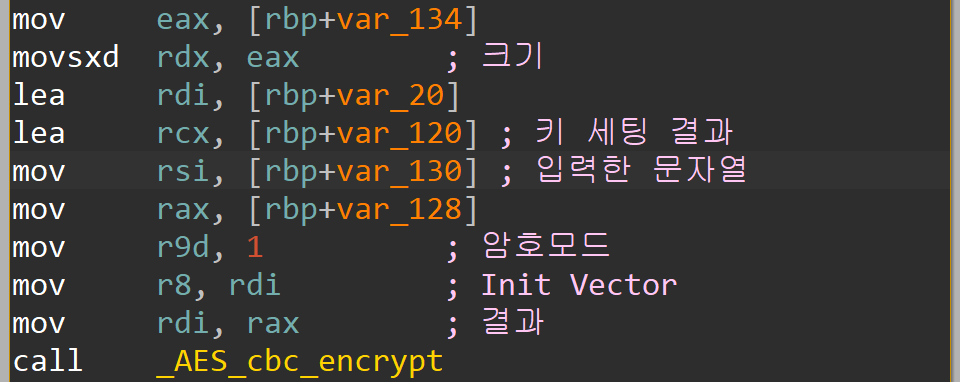 mov eax, [rbp+var_134]
movsxd rdx, eax ; 크기
lea rdi, [rbp+var_20]
lea rcx, [rbp+var_120] ; 키 세팅 결과
mov rsi, [rbp+var_130] ; 입력한 문자열
mov rax, [rbp+var_128]
mov r9d, 1 ; 암호모드
mov r8, rdi ; Init Vector
mov rdi, rax ; 결과
call _AES_cbc_encrypt